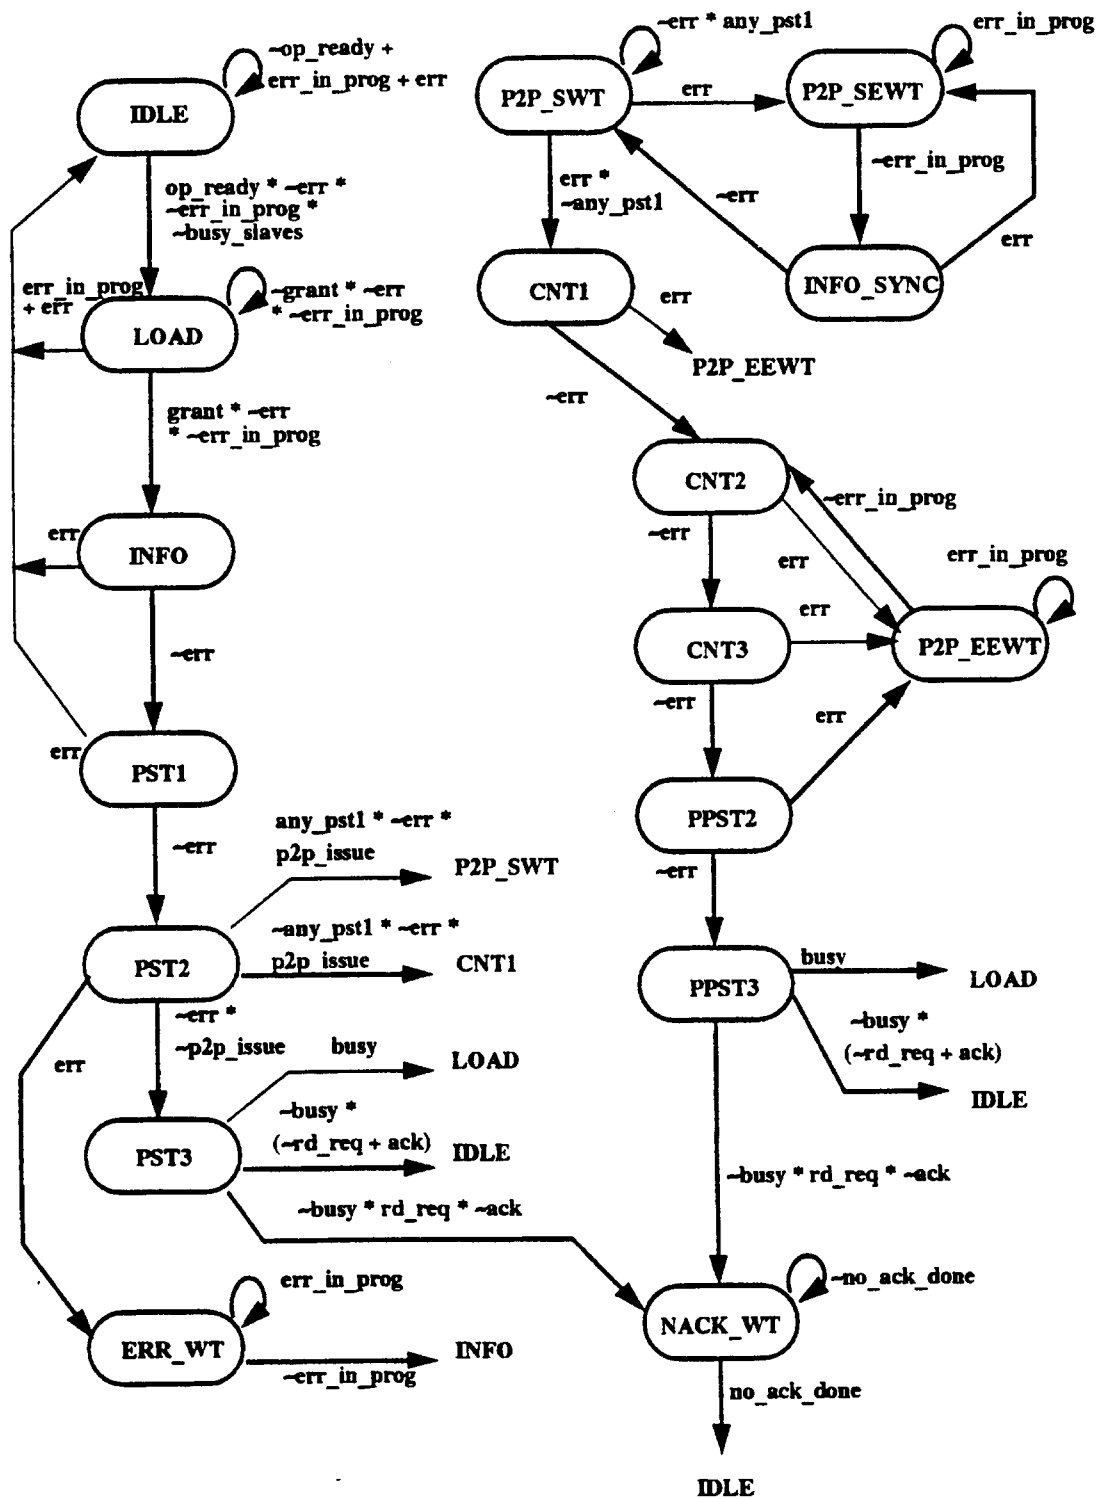 ~op_ready +
err_in_prog + err
IDLE
op_ready * ~err *
~err_in_prog *
~busy_slaves
err_in_prog
+ err
~grant * ~err
* ~err_in_prog
LOAD
grant * ~err
* ~err_in_prog
err
INFO
~err
err
PST1
~err
any_pst1 * ~err *
p2p_issue
P2P_SWT
~any_pst1 * ~err *
p2p_issue
CNT1
PST2
~err *
~p2p_issue
err
busy
LOAD
~busy *
(~rd_req + ack)
IDLE
PST3
~busy * rd_req * ~ack
err_in_prog
ERR_WT
INFO
~err_in_prog
~err * any_pst1
err_in_prog
P2P_SWT
err
P2P_SEWT
err *
~any_pst1
~err_in_prog
~err
err
CNT1
INFO_SYNC
err
P2P_EEWT
~err
CNT2
~err_in_prog
~err
err
err_in_prog
err
CNT3
P2P_EEWT
~err
err
PPST2
~err
busy
LOAD
PPST3
~busy *
(~rd_req + ack)
IDLE
~busy * rd_req * ~ack
~no_ack_done
NACK_WT
no_ack_done
IDLE